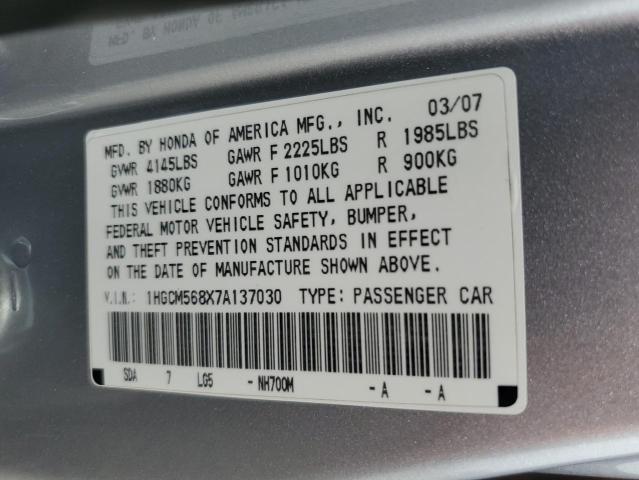 MFD. BY HONDA OF AMERICA MFG., INC. 03/07
GVWR 4145LBS GAWR F 2225LBS R 1985LBS
GVWR 1880KG GAWR F 1010KG R 900KG
THIS VEHICLE CONFORMS TO ALL APPLICABLE
FEDERAL MOTOR VEHICLE SAFETY, BUMPER,
AND THEFT PREVENTION STANDARDS IN EFFECT
ON THE DATE OF MANUFACTURE SHOWN ABOVE.
V.I.N.: 1HGCM568X7A137030 TYPE: PASSENGER CAR
SDA 7 LG5 -NH700M -A -A